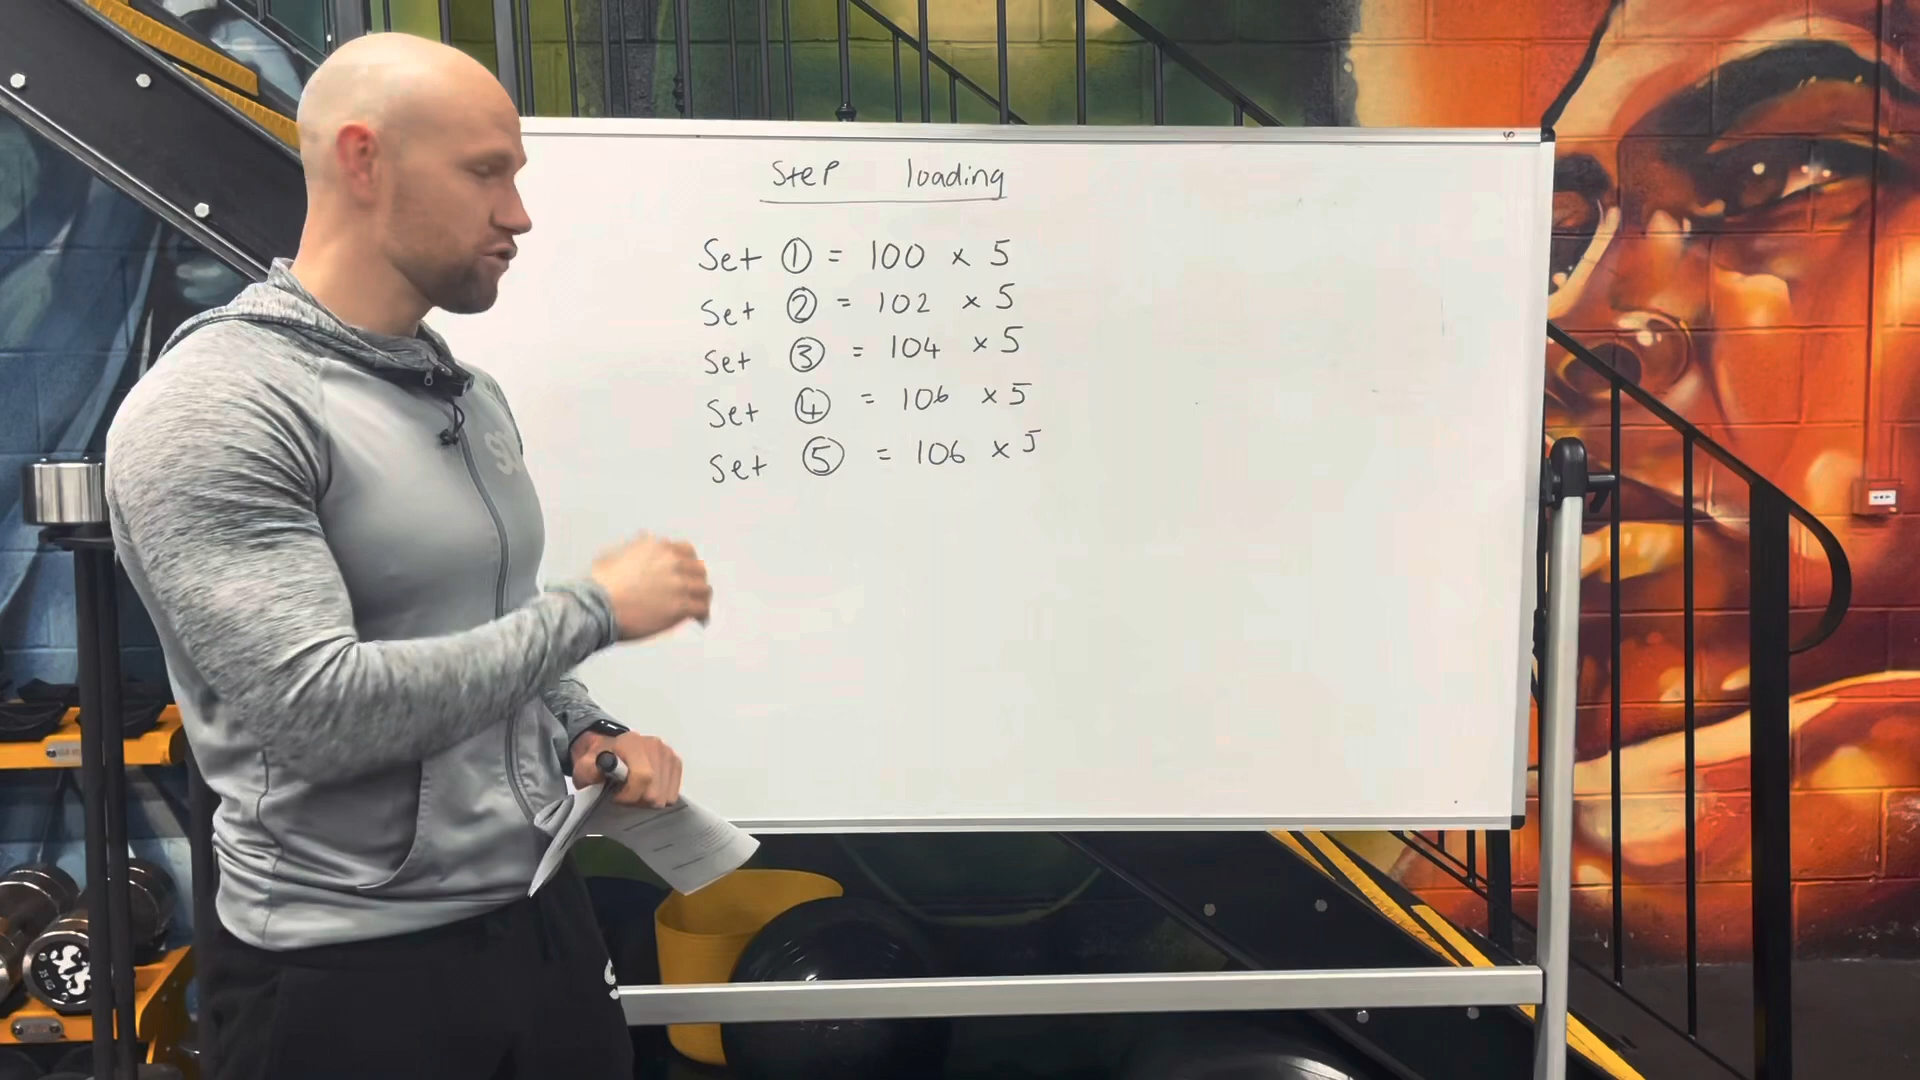 Step loading
Set ① = 100 x 5
Set ② = 102 x 5
Set ③ = 104 x 5
Set ④ = 106 x 5
Set ⑤ = 106 x 5